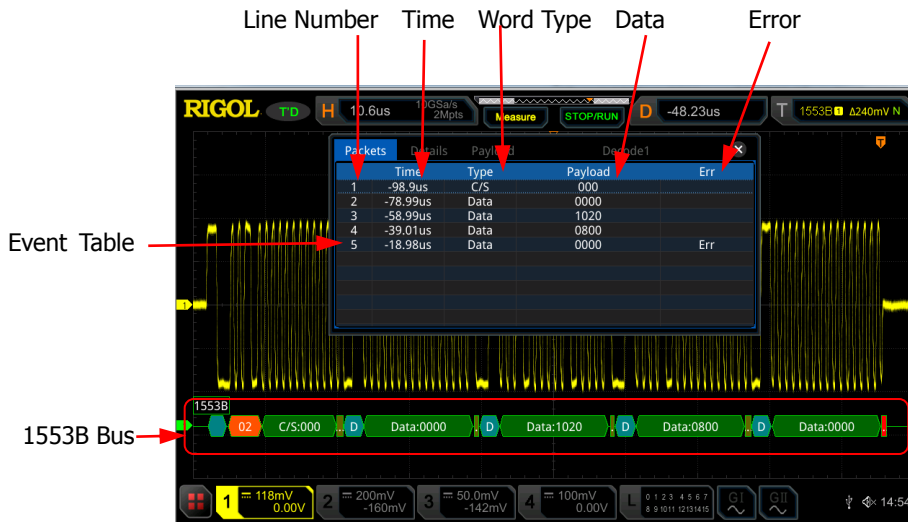 Line Number Time Word Type Data Error
RIGOL T'D H 10.6us 10GSa/s 2Mpts Measure STOP/RUN D -48.23us T 1553B 1 Δ240mV N
Packets Details Payload Decode1
Time Type Payload Err
1 -98.9us C/S 000
2 -78.99us Data 0000
3 -58.99us Data 1020
4 -39.01us Data 0800
5 -18.98us Data 0000 Err
Event Table
1
T
1553B
02 C/S:000 D Data:0000 D Data:1020 D Data:0800 D Data:0000
1553B Bus
1 118mV 0.00V 2 200mV -160mV 3 50.0mV -142mV 4 100mV 0.00V L 0 1 2 3 4 5 6 7 GI GII 14:54
8 9 10 11 12 13 14 15